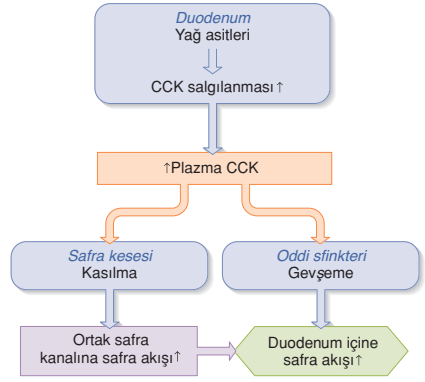 Duodenum
Yağ asitleri
CCK salgılanması ↑
↑Plazma CCK
Safra kesesi
Kasılma
Oddi sfinkteri
Gevşeme
Ortak safra
kanalına safra akışı↑
Duodenum içine
safra akışı ↑